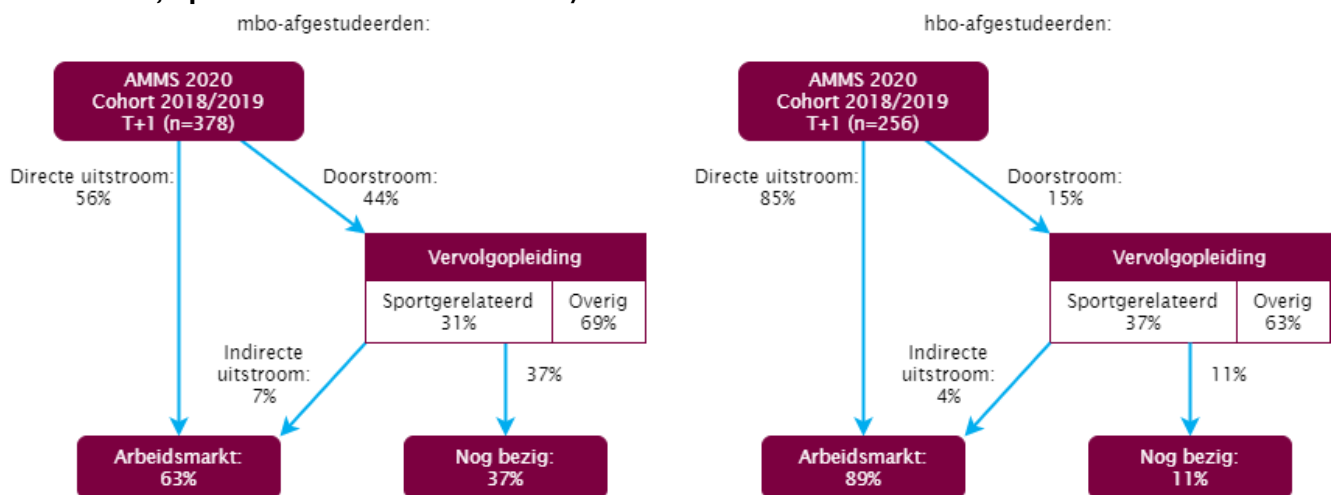 mbo-afgestudeerden:
AMMS 2020
Cohort 2018/2019
T+1 (n=378)
Directe uitstroom:
56%
Doorstroom:
44%
Vervolgopleiding
Sportgerelateerd
31%
Overig
69%
Indirecte
uitstroom:
7%
37%
Arbeidsmarkt:
63%
Nog bezig:
37%
hbo-afgestudeerden:
AMMS 2020
Cohort 2018/2019
T+1 (n=256)
Directe uitstroom:
85%
Doorstroom:
15%
Vervolgopleiding
Sportgerelateerd
37%
Overig
63%
Indirecte
uitstroom:
4%
11%
Arbeidsmarkt:
89%
Nog bezig:
11%